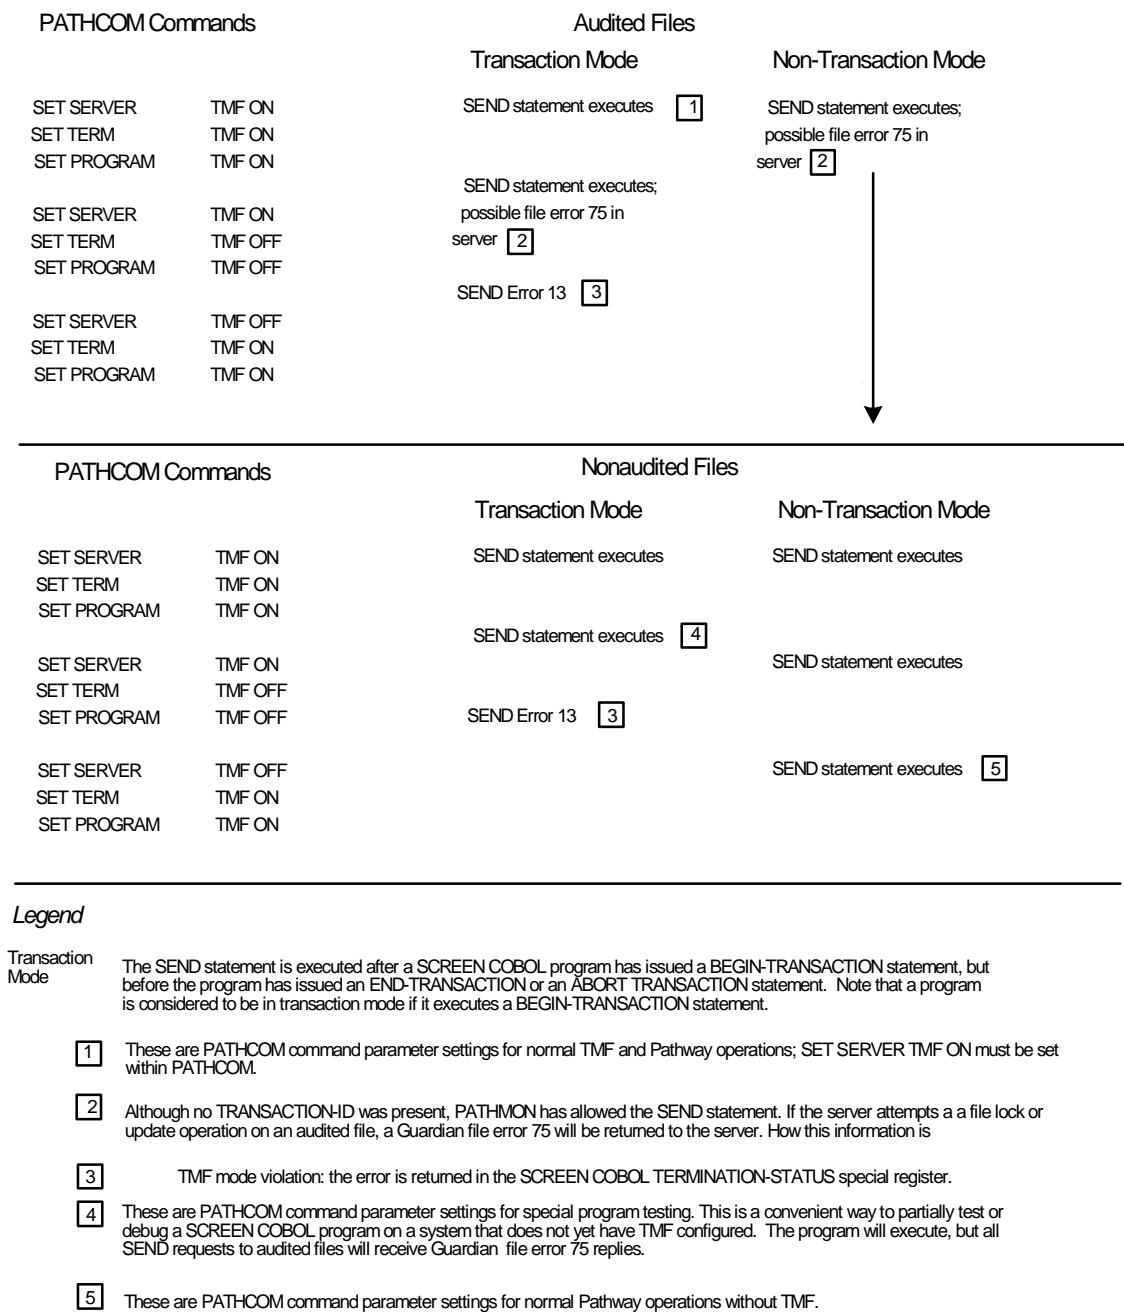 PATHCOM Commands
Audited Files
Transaction Mode
Non-Transaction Mode
SET SERVER TMF ON
SEND statement executes 1
SEND statement executes;
SET TERM TMF ON
possible file error 75 in
SET PROGRAM TMF ON
server 2
SEND statement executes;
SET SERVER TMF ON
possible file error 75 in
SET TERM TMF OFF
server 2
SET PROGRAM TMF OFF
SEND Error 13 3
SET SERVER TMF OFF
SET TERM TMF ON
SET PROGRAM TMF ON
PATHCOM Commands
Nonaudited Files
Transaction Mode
Non-Transaction Mode
SET SERVER TMF ON
SEND statement executes
SEND statement executes
SET TERM TMF ON
SET PROGRAM TMF ON
SEND statement executes 4
SET SERVER TMF ON
SEND statement executes
SET TERM TMF OFF
SET PROGRAM TMF OFF
SEND Error 13 3
SET SERVER TMF OFF
SEND statement executes 5
SET TERM TMF ON
SET PROGRAM TMF ON
Legend
Transaction
Mode
The SEND statement is executed after a SCREEN COBOL program has issued a BEGIN-TRANSACTION statement, but
before the program has issued an END-TRANSACTION or an ABORT TRANSACTION statement. Note that a program
is considered to be in transaction mode if it executes a BEGIN-TRANSACTION statement.
1 These are PATHCOM command parameter settings for normal TMF and Pathway operations; SET SERVER TMF ON must be set
within PATHCOM.
2 Although no TRANSACTION-ID was present, PATHMON has allowed the SEND statement. If the server attempts a a file lock or
update operation on an audited file, a Guardian file error 75 will be returned to the server. How this information is
3 TMF mode violation: the error is returned in the SCREEN COBOL TERMINATION-STATUS special register.
4 These are PATHCOM command parameter settings for special program testing. This is a convenient way to partially test or
debug a SCREEN COBOL program on a system that does not yet have TMF configured. The program will execute, but all
SEND requests to audited files will receive Guardian file error 75 replies.
5 These are PATHCOM command parameter settings for normal Pathway operations without TMF.